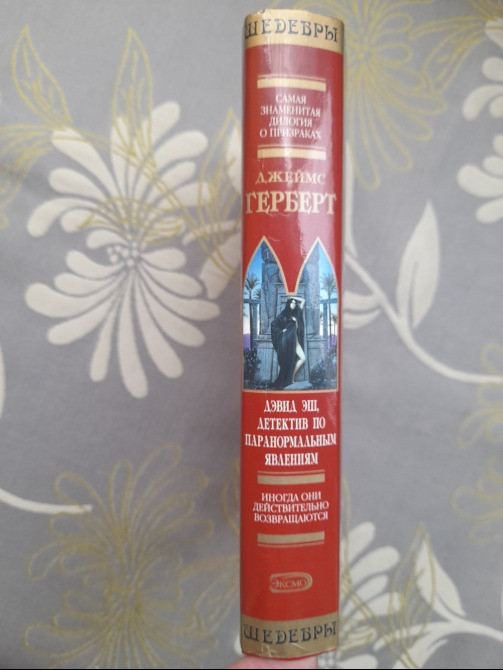 ШЕДЕВРЫ
САМАЯ
ЗНАМЕНИТАЯ
ДИЛОГИЯ
О ПРИЗРАКАХ
ДЖЕЙМС
ГЕРБЕРТ
ДЭВИД ЭШ,
ДЕТЕКТИВ ПО
ПАРАНОРМАЛЬНЫМ
ЯВЛЕНИЯМ
ИНОГДА ОНИ
ДЕЙСТВИТЕЛЬНО
ВОЗВРАЩАЮТСЯ
ЭКСМО
ШЕДЕВРЫ